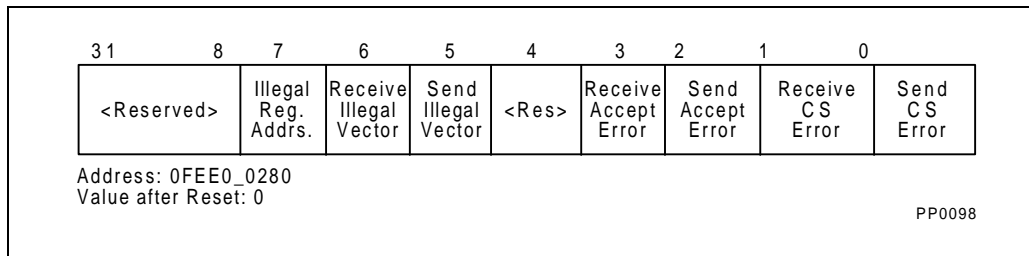 31 8 7 6 5 4 3 2 1 0
<Reserved> Illegal Reg. Addrs. Receive Illegal Vector Send Illegal Vector <Res> Receive Accept Error Send Accept Error Receive CS Error Send CS Error
Address: 0FEE0_0280
Value after Reset: 0
PP0098